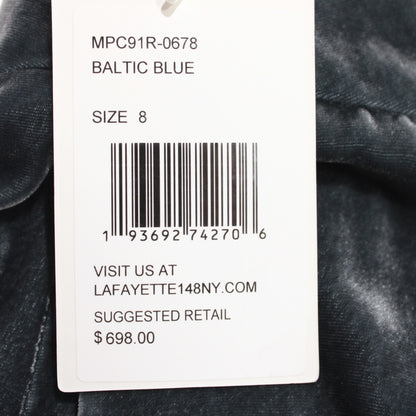 MPC91R-0678
BALTIC BLUE
SIZE 8
1 93692 74270 6
VISIT US AT
LAFAYETTE148NY.COM
SUGGESTED RETAIL
$698.00